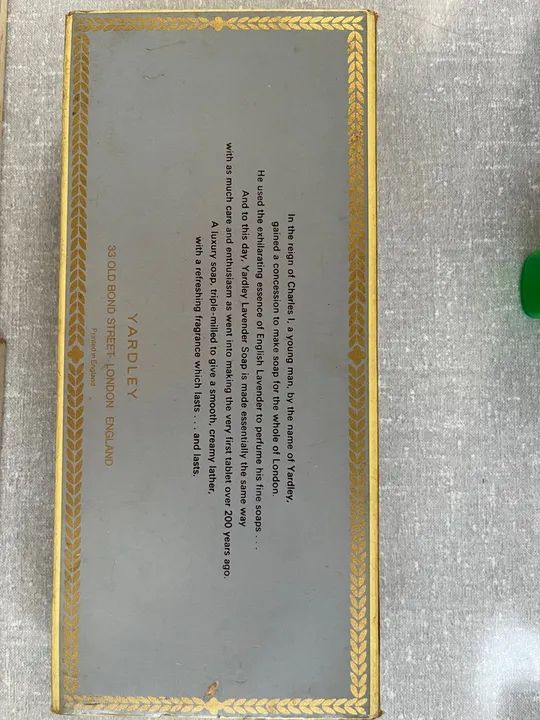 In the reign of Charles I, a young man, by the name of Yardley,
gained a concession to make soap for the whole of London.
He used the exhilarating essence of English Lavender to perfume his fine soaps . . .
And to this day, Yardley Lavender Soap is made essentially the same way
with as much care and enthusiasm as went into making the very first tablet over 200 years ago.
A luxury soap, triple-milled to give a smooth, creamy lather,
with a refreshing fragrance which lasts . . . and lasts.
YARDLEY
33 OLD BOND STREET LONDON ENGLAND
Printed in England